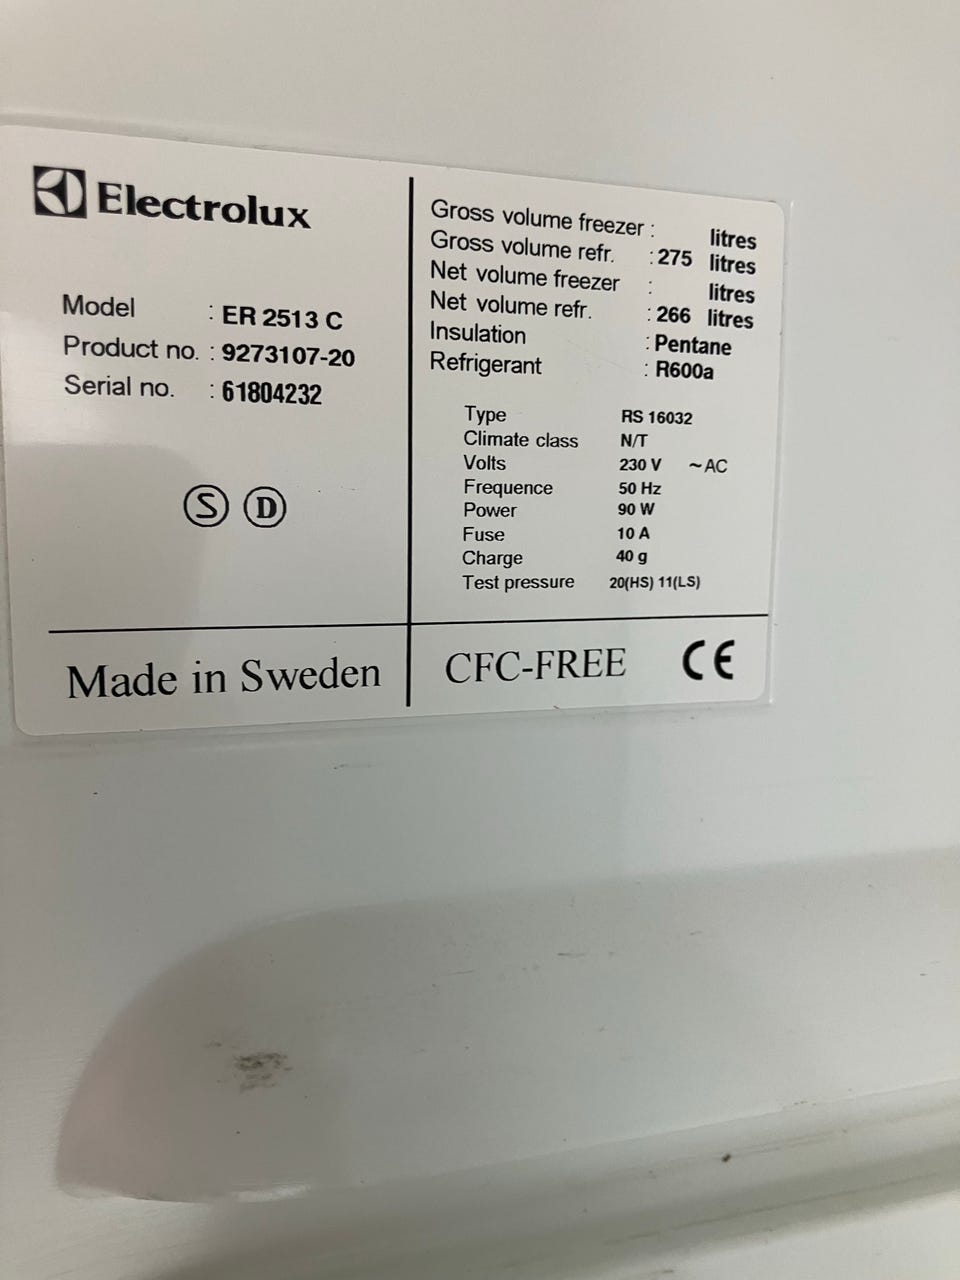 Electrolux
Model : ER 2513 C
Product no. : 9273107-20
Serial no. : 61804232
S D
Made in Sweden
Gross volume freezer : litres
Gross volume refr. : 275 litres
Net volume freezer : litres
Net volume refr. : 266 litres
Insulation : Pentane
Refrigerant : R600a
Type RS 16032
Climate class N/T
Volts 230 V ~AC
Frequence 50 Hz
Power 90 W
Fuse 10 A
Charge 40 g
Test pressure 20(HS) 11(LS)
CFC-FREE CE